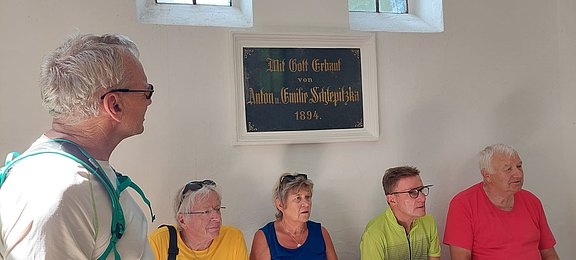 Mit Gott Erbaut
von
Anton u. Emilie Schlepitzka
1894.